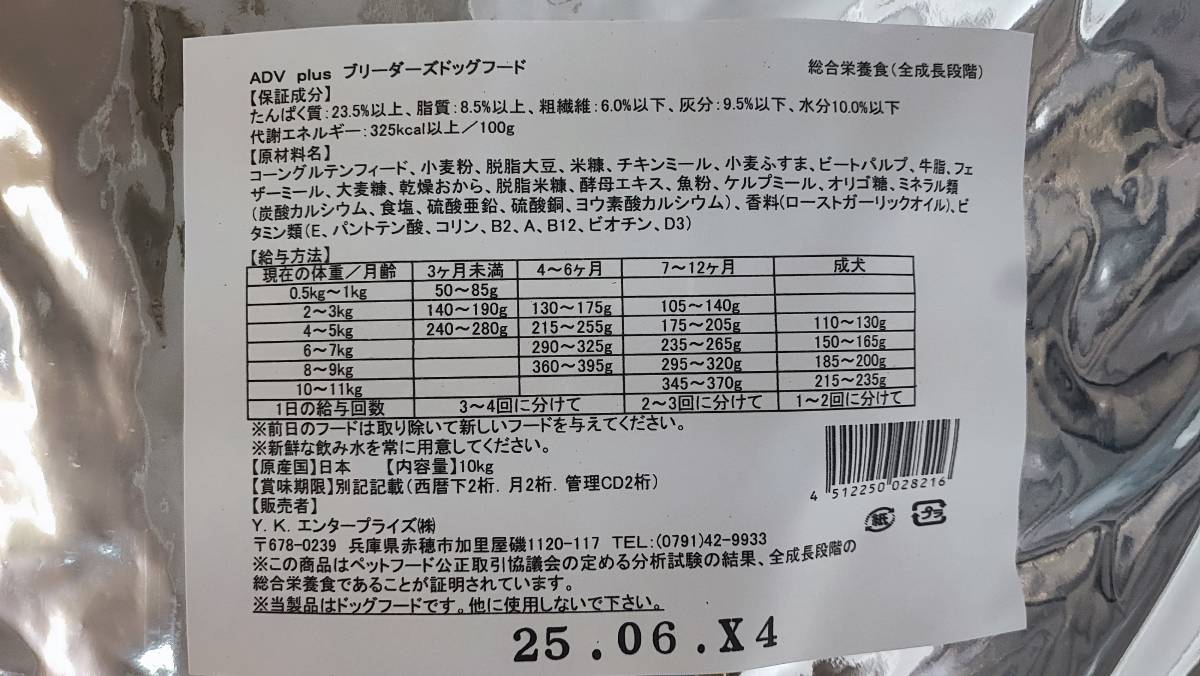 ADV plus ブリーダーズドッグフード 総合栄養食(全成長段階)
【保証成分】
たんぱく質:23.5%以上、脂質:8.5%以上、粗繊維:6.0%以下、灰分:9.5%以下、水分10.0%以下
代謝エネルギー:325kcal以上/100g
【原材料名】
コーングルテンフィード、小麦粉、脱脂大豆、米糠、チキンミール、小麦ふすま、ビートパルプ、牛脂、フェ
ザーミール、大麦糠、乾燥おから、脱脂米糠、酵母エキス、魚粉、ケルプミール、オリゴ糖、ミネラル類
(炭酸カルシウム、食塩、硫酸亜鉛、硫酸銅、ヨウ素酸カルシウム)、香料(ローストガーリックオイル)、ビ
タミン類(E、パントテン酸、コリン、B2、A、B12、ビオチン、D3)
【給与方法】
現在の体重/月齢 3ヶ月未満 4~6ヶ月 7~12ヶ月 成犬
0.5kg~1kg 50~85g
2~3kg 140~190g 130~175g 105~140g
4~5kg 240~280g 215~255g 175~205g 110~130g
6~7kg 290~325g 235~265g 150~165g
8~9kg 360~395g 295~320g 185~200g
10~11kg 345~370g 215~235g
1日の給与回数 3~4回に分けて 2~3回に分けて 1~2回に分けて
※前日のフードは取り除いて新しいフードを与えてください。
※新鮮な飲み水を常に用意してください。
【原産国】日本 【内容量】10kg
【賞味期限】別記記載(西暦下2桁. 月2桁. 管理CD2桁)
【販売者】
Y. K. エンタープライズ㈱
〒678-0239 兵庫県赤穂市加里屋磯1120-117 TEL:(0791)42-9933
※この商品はペットフード公正取引協議会の定める分析試験の結果、全成長段階の
総合栄養食であることが証明されています。
※当製品はドッグフードです。他に使用しないで下さい。
4 512250 028216
紙 プラ
25.06.X4